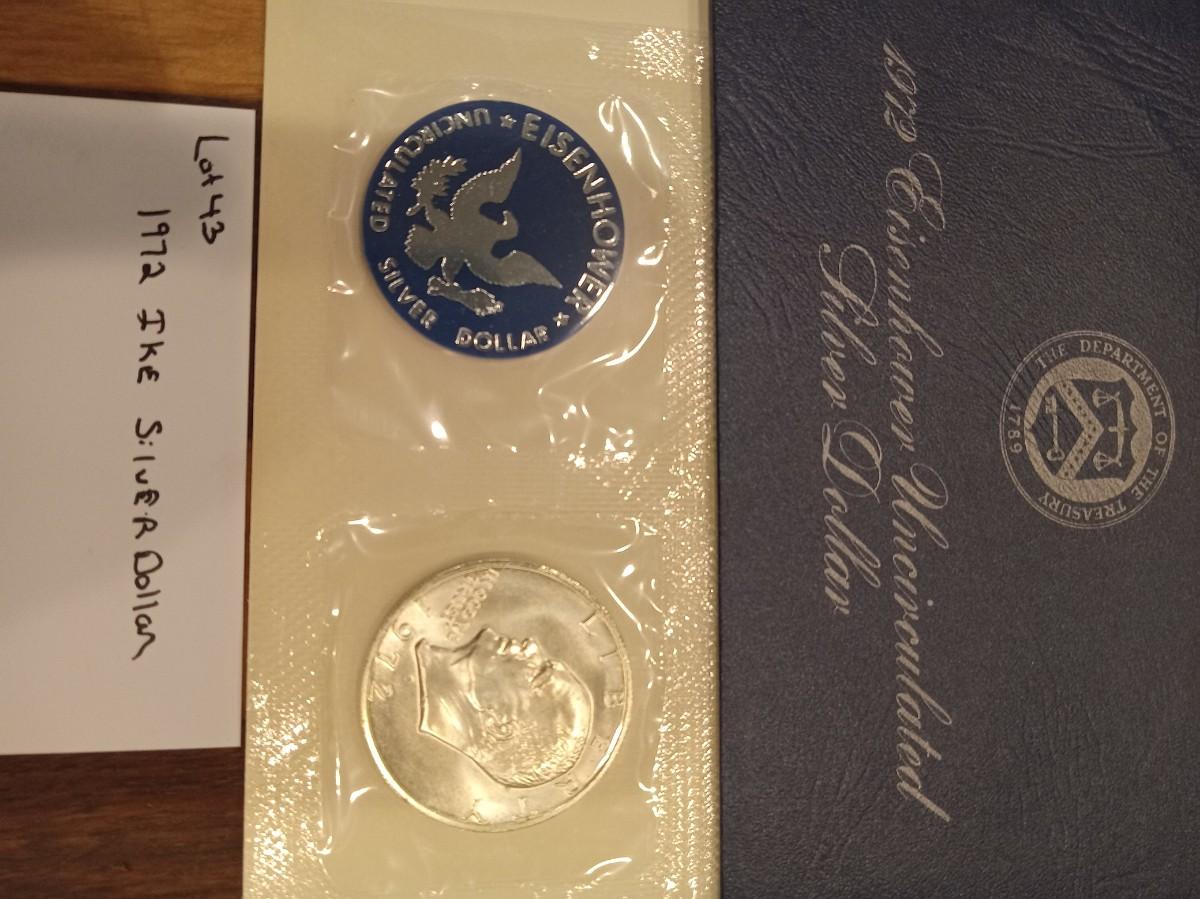 Lot 43
1972 IKE SilvER Dollar
EISENHOWER
UNCIRCULATED
SILVER DOLLAR
LIBERTY
1972
1972 Eisenhower Uncirculated
Silver Dollar
THE DEPARTMENT OF THE TREASURY
1789